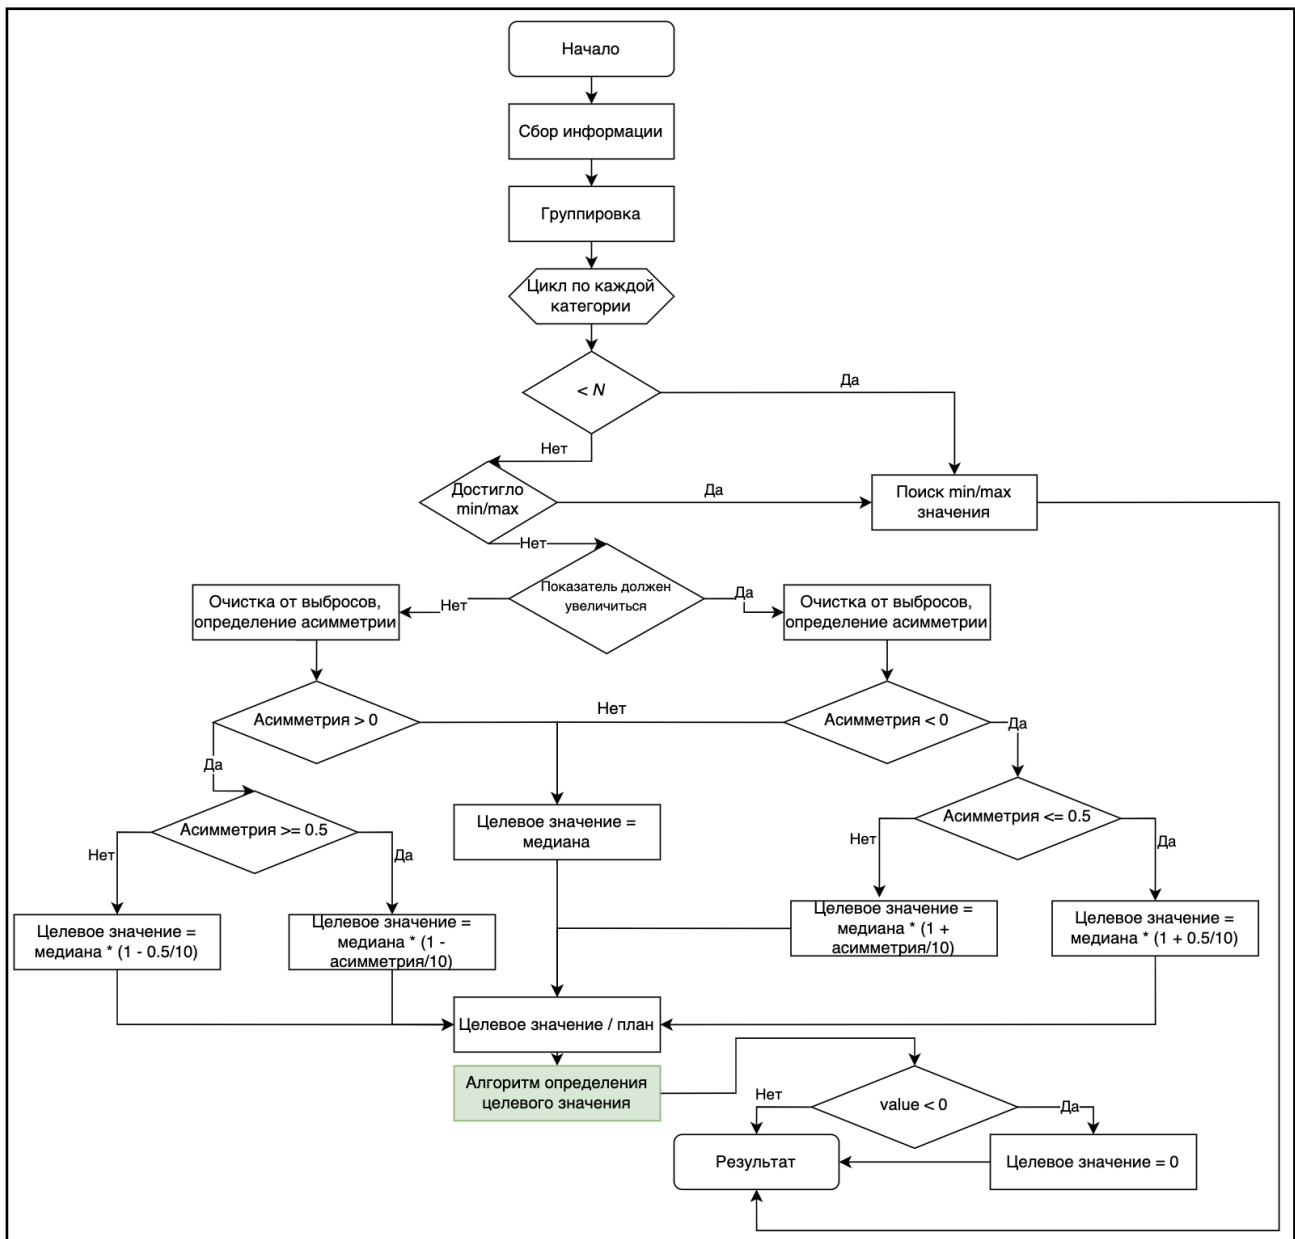 Начало
Сбор информации
Группировка
Цикл по каждой
категории
< N
Да
Нет
Достигло
min/max
Да
Поиск min/max
значения
Нет
Показатель должен
увеличиться
Нет
Да
Очистка от выбросов,
определение асимметрии
Очистка от выбросов,
определение асимметрии
Асимметрия > 0
Нет
Асимметрия < 0
Да
Да
Асимметрия >= 0.5
Целевое значение =
медиана
Асимметрия <= 0.5
Нет
Да
Нет
Да
Целевое значение =
медиана * (1 - 0.5/10)
Целевое значение =
медиана * (1 -
асимметрия/10)
Целевое значение =
медиана * (1 +
асимметрия/10)
Целевое значение =
медиана * (1 + 0.5/10)
Целевое значение / план
Алгоритм определения
целевого значения
Нет
value < 0
Да
Результат
Целевое значение = 0